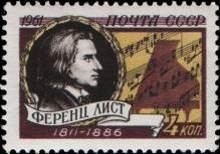 1961 ПОЧТА СССР
ФЕРЕНЦ ЛИСТ
1811-1886
4 КОП.